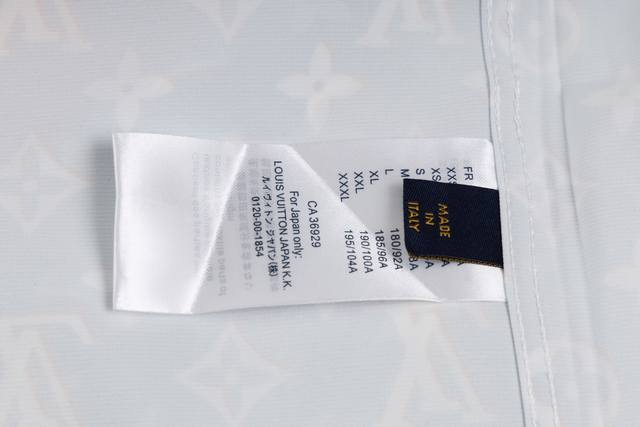 FR
XXS
XS
S
M
L 180/92A
XL 185/96A
XXL 190/100A
XXXL 195/104A
CA 36929
For Japan only:
LOUIS VUITTON JAPAN K.K.
ルイ ヴィトン ジャパン(株)
0120-00-1854
MADE
IN
ITALY